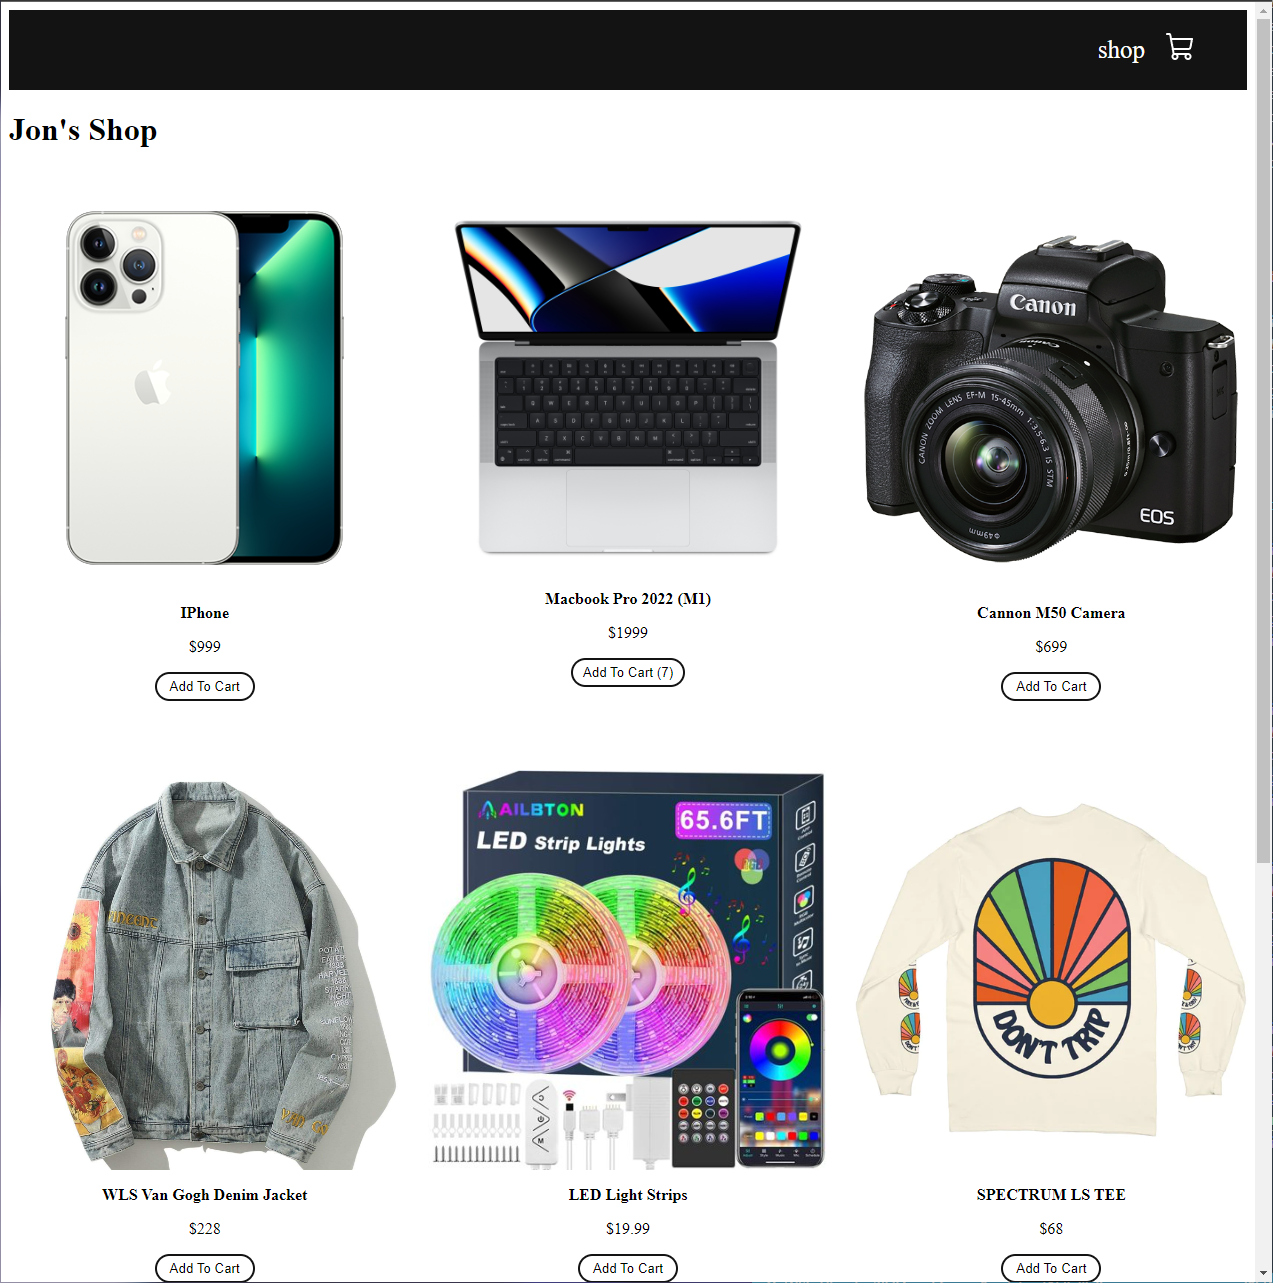 shop
Jon's Shop
Canon
Canon
CANON ZOOM LENS EF-M 15-45mm 1:3.5-6.3 IS STM
φ49mm
EOS
IPhone
$999
Add To Cart
Macbook Pro 2022 (M1)
$1999
Add To Cart (7)
Cannon M50 Camera
$699
Add To Cart
AILBTON
65.6FT
LED Strip Lights
RGB
DON'T TRIP
WLS Van Gogh Denim Jacket
$228
Add To Cart
LED Light Strips
$19.99
Add To Cart
SPECTRUM LS TEE
$68
Add To Cart